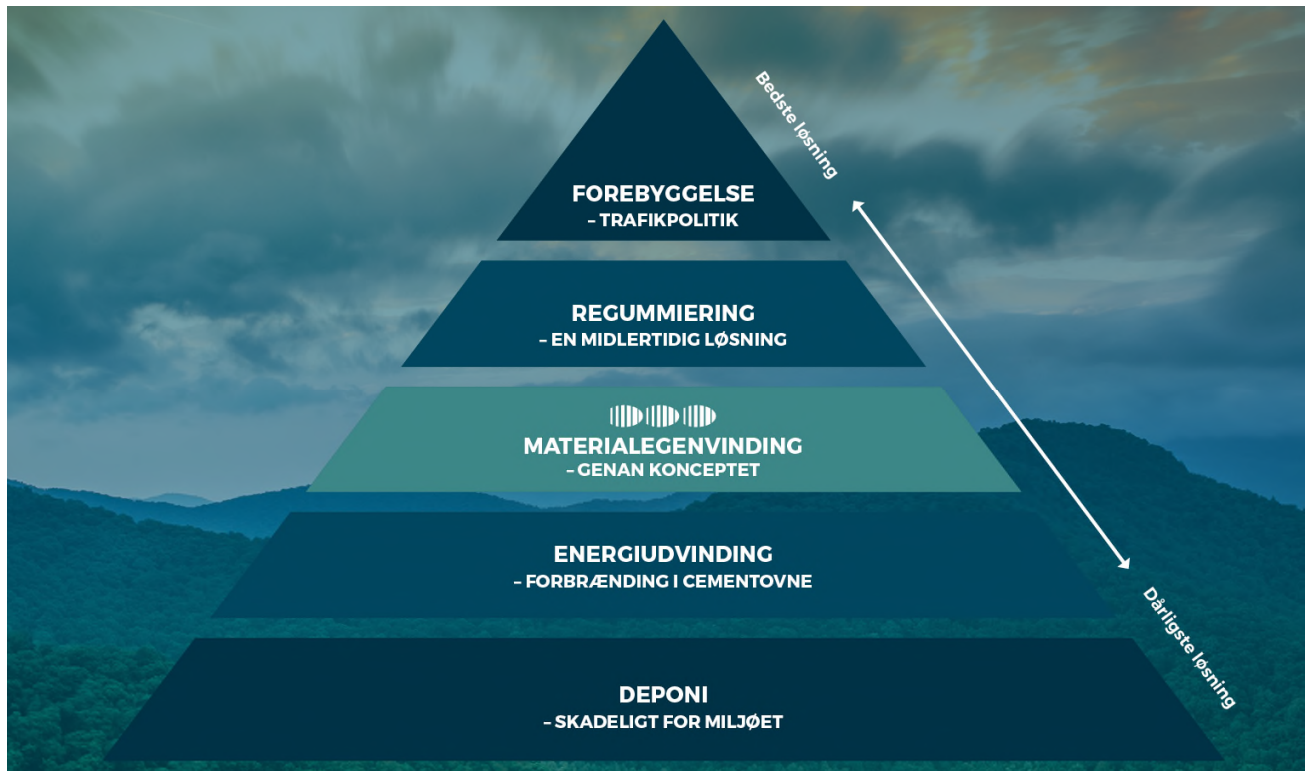 Bedste løsning
FOREBYGGELSE
– TRAFIKPOLITIK
REGUMMIERING
– EN MIDLERTIDIG LØSNING
MATERIALEGENVINDING
– GENAN KONCEPTET
ENERGIUDVINDING
– FORBRÆNDING I CEMENTOVNE
Dårligste løsning
DEPONI
– SKADELIGT FOR MILJØET